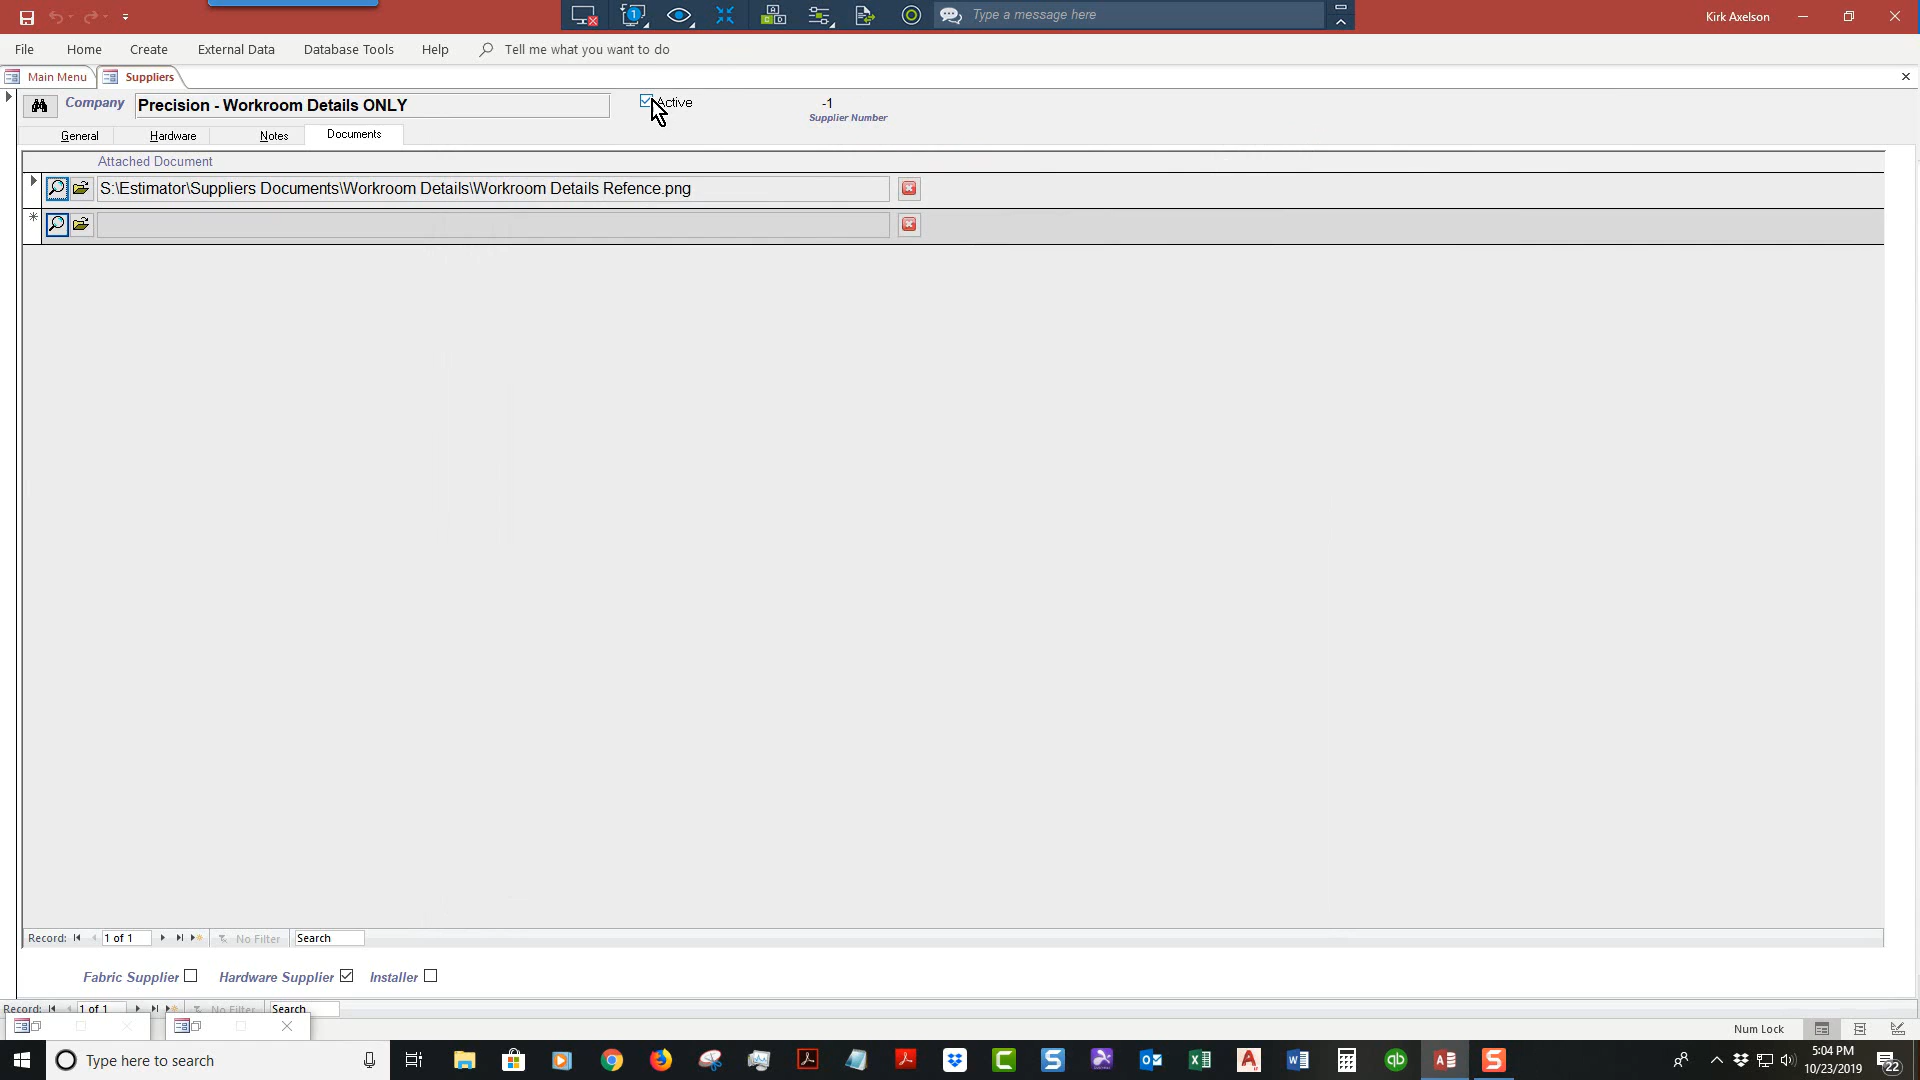 Type a message here
Kirk Axelson
File Home Create External Data Database Tools Help Tell me what you want to do
Main Menu Suppliers
Company Precision - Workroom Details ONLY Active -1
Supplier Number
General Hardware Notes Documents
Attached Document
S:\Estimator\Suppliers Documents\Workroom Details\Workroom Details Refence.png
Record: 1 of 1 No Filter Search
Fabric Supplier Hardware Supplier Installer
Record: 1 of 1 No Filter Search
Num Lock
Type here to search
5:04 PM
10/23/2019
22